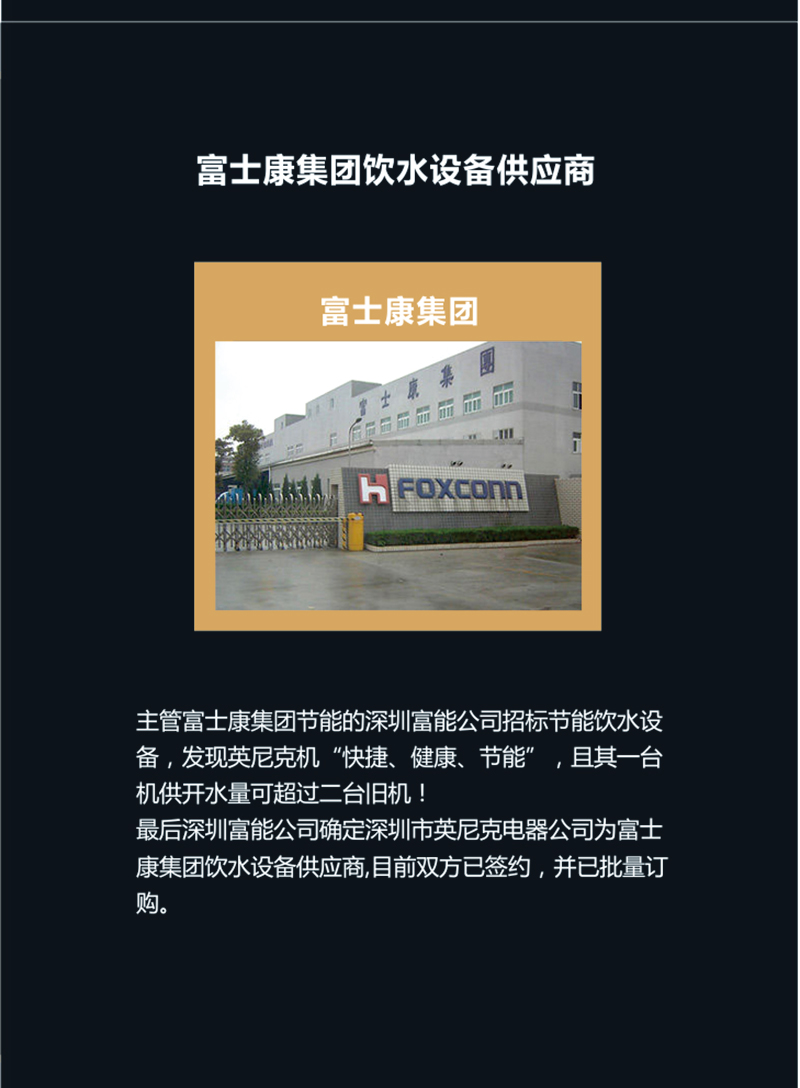 富士康集团饮水设备供应商
富士康集团
富士康集團
FOXCONN
主管富士康集团节能的深圳富能公司招标节能饮水设
备，发现英尼克机“快捷、健康、节能”，且其一台
机供开水量可超过二台旧机！
最后深圳富能公司确定深圳市英尼克电器公司为富士
康集团饮水设备供应商,目前双方已签约，并已批量订
购。